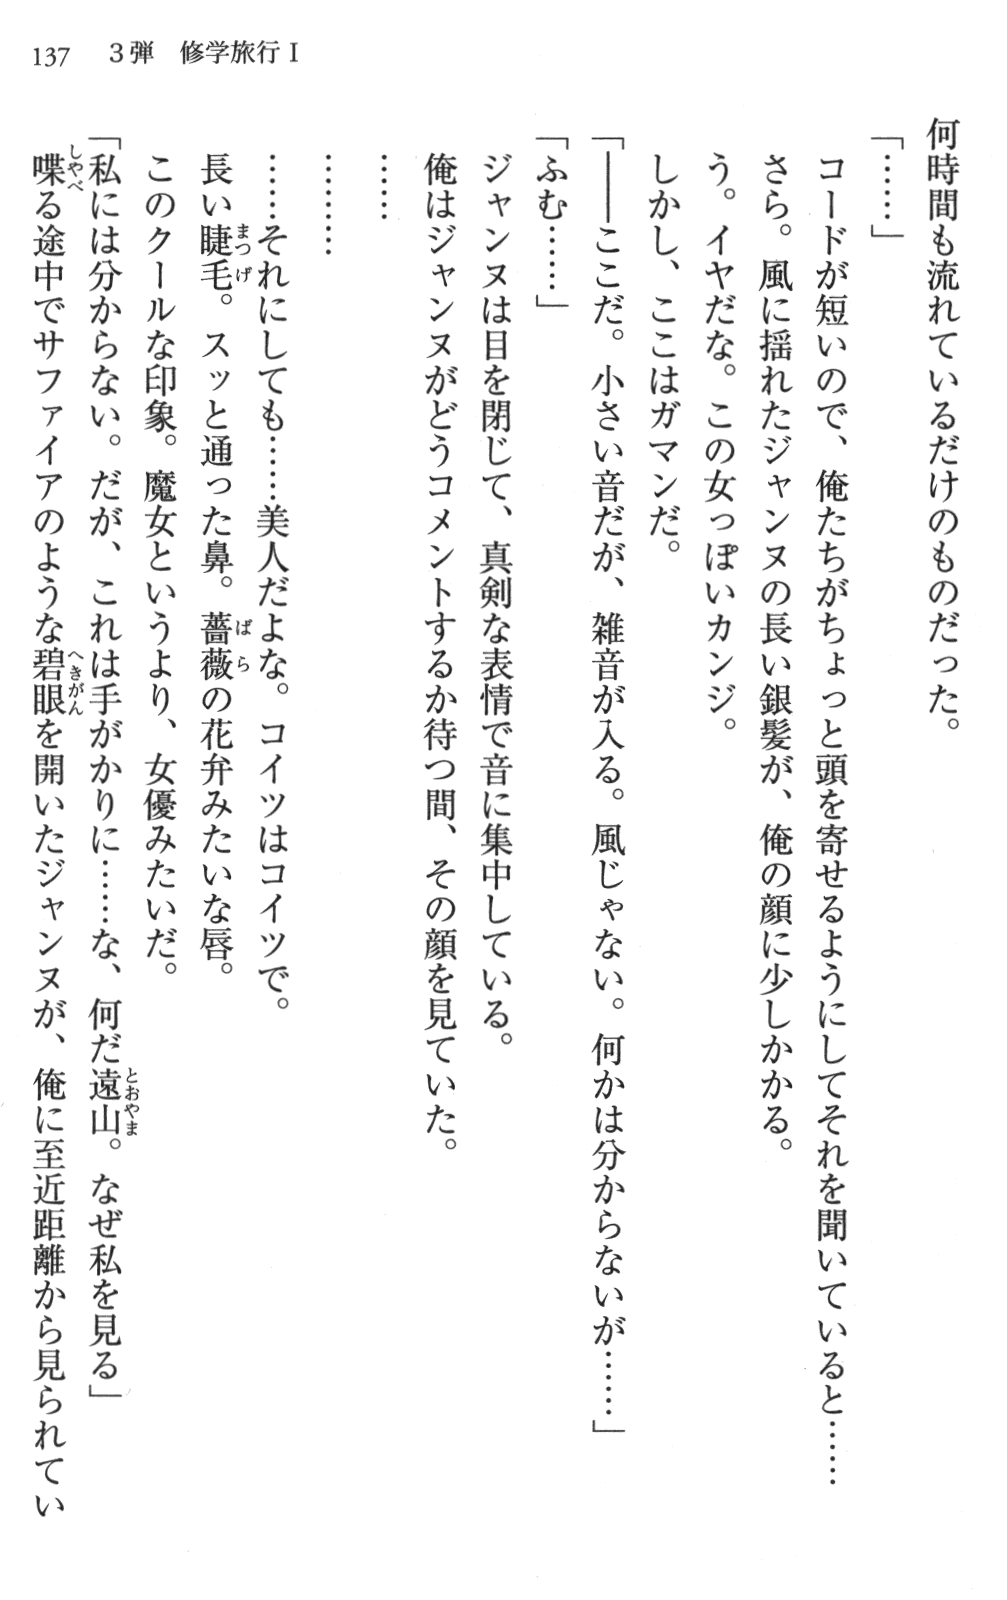 137　３弾　修学旅行Ⅰ
何時間も流れているだけのものだった。
「……」
　コードが短いので、俺たちがちょっと頭を寄せるようにしてそれを聞いていると……
さら。風に揺れたジャンヌの長い銀髪が、俺の顔に少しかかる。
う。イヤだな。この女っぽいカンジ。
しかし、ここはガマンだ。
「――ここだ。小さい音だが、雑音が入る。風じゃない。何かは分からないが……」
「ふむ……」
ジャンヌは目を閉じて、真剣な表情で音に集中している。
俺はジャンヌがどうコメントするか待つ間、その顔を見ていた。
……
………
……それにしても……美人だよな。コイツはコイツで。
長い睫毛。スッと通った鼻。薔薇の花弁みたいな唇。
このクールな印象。魔女というより、女優みたいだ。
「私には分からない。だが、これは手がかりに……な、何だ遠山。なぜ私を見る」
喋る途中でサファイアのような碧眼を開いたジャンヌが、俺に至近距離から見られてい